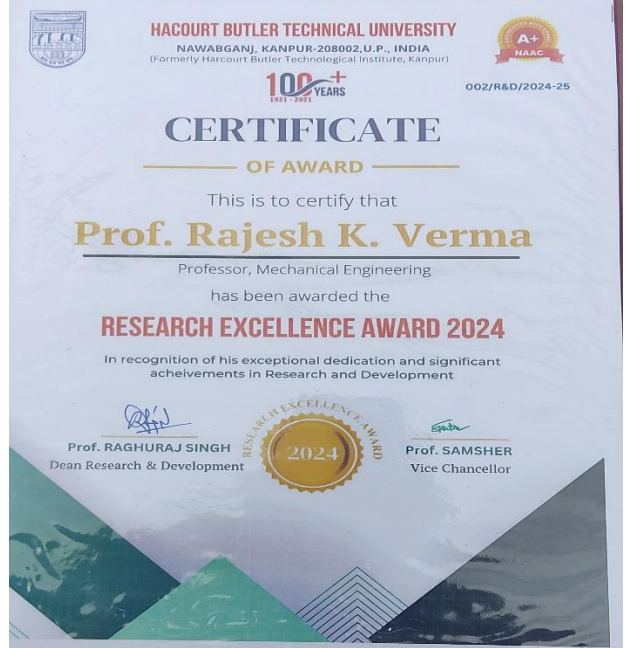 HACOURT BUTLER TECHNICAL UNIVERSITY
NAWABGANJ, KANPUR-208002,U.P., INDIA
(Formerly Harcourt Butler Technological Institute, Kanpur)
A+
NAAC
100+
YEARS
1921 - 2021
002/R&D/2024-25
CERTIFICATE
OF AWARD
This is to certify that
Prof. Rajesh K. Verma
Professor, Mechanical Engineering
has been awarded the
RESEARCH EXCELLENCE AWARD 2024
In recognition of his exceptional dedication and significant
acheivements in Research and Development
RESEARCH EXCELLENCE AWARD
2024
Prof. RAGHURAJ SINGH
Dean Research & Development
Prof. SAMSHER
Vice Chancellor